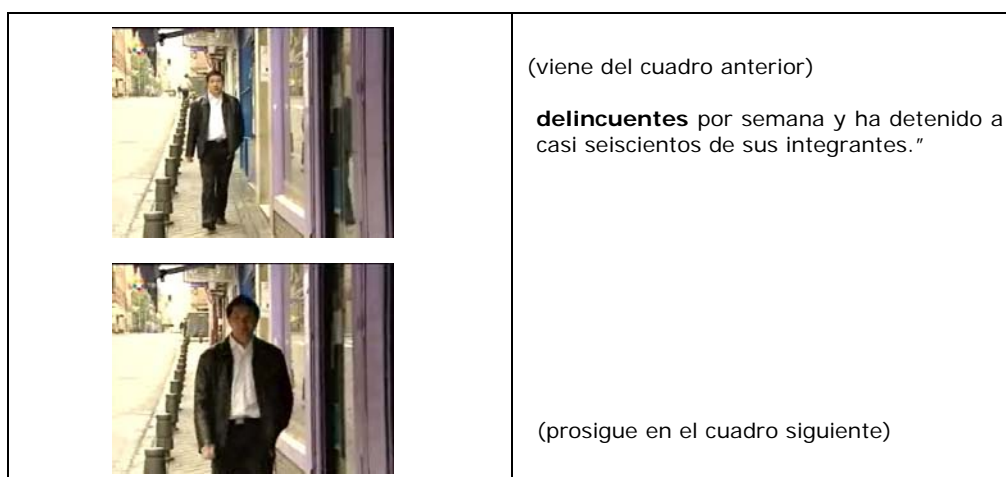 (viene del cuadro anterior)
delincuentes por semana y ha detenido a
casi seiscientos de sus integrantes.”
(prosigue en el cuadro siguiente)